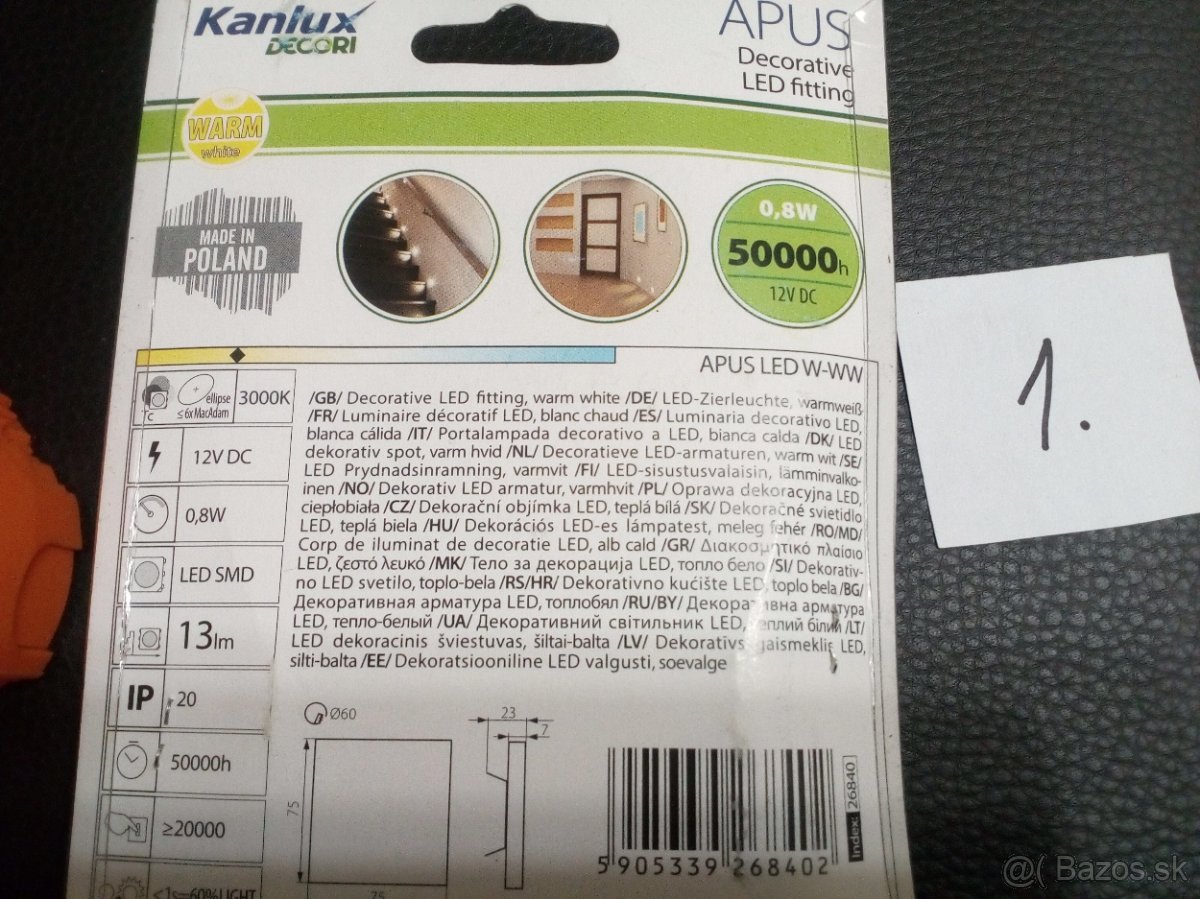 Kanlux
DECORI
APUS
Decorative
LED fitting
WARM
white
MADE IN
POLAND
0,8W
50000h
12V DC
APUS LED W-WW
°C
ellipse
≤ 6x MacAdam
3000K
12V DC
0,8W
LED SMD
13lm
IP 20
50000h
≥20000
<1s=60%LIGHT
/GB/ Decorative LED fitting, warm white /DE/ LED-Zierleuchte, warmweiß
/FR/ Luminaire décoratif LED, blanc chaud /ES/ Luminaria decorativo LED,
blanca cálida /IT/ Portalampada decorativo a LED, bianca calda /DK/ LED
dekorativ spot, varm hvid /NL/ Decoratieve LED-armaturen, warm wit /SE/
LED Prydnadsinramning, varmvit /FI/ LED-sisustusvalaisin, lämminvalko-
inen /NO/ Dekorativ LED armatur, varmhvit /PL/ Oprawa dekoracyjna LED,
ciepłobiała /CZ/ Dekorační objímka LED, teplá bílá /SK/ Dekoračné svietidlo
LED, teplá biela /HU/ Dekorációs LED-es lámpatest, meleg fehér /RO/MD/
Corp de iluminat de decoratie LED, alb cald /GR/ Διακοσμητικό πλαίσιο
LED, ζεστό λευκό /MK/ Тело за декорација LED, топло бело /SI/ Dekorativ-
no LED svetilo, toplo-bela /RS/HR/ Dekorativno kućište LED, toplo bela /BG/
Декоративная арматура LED, топлобял /RU/BY/ Декоративна арматура
LED, тепло-белый /UA/ Декоративний світильник LED, теплий білий /LT/
LED dekoracinis šviestuvas, šiltai-balta /LV/ Dekoratīvs gaismeklis LED,
silti-balta /EE/ Dekoratsiooniline LED valgusti, soevalge
Ø60
23
7
75
75
Index: 26840
5 905339 268402
1.
@( Bazos.sk